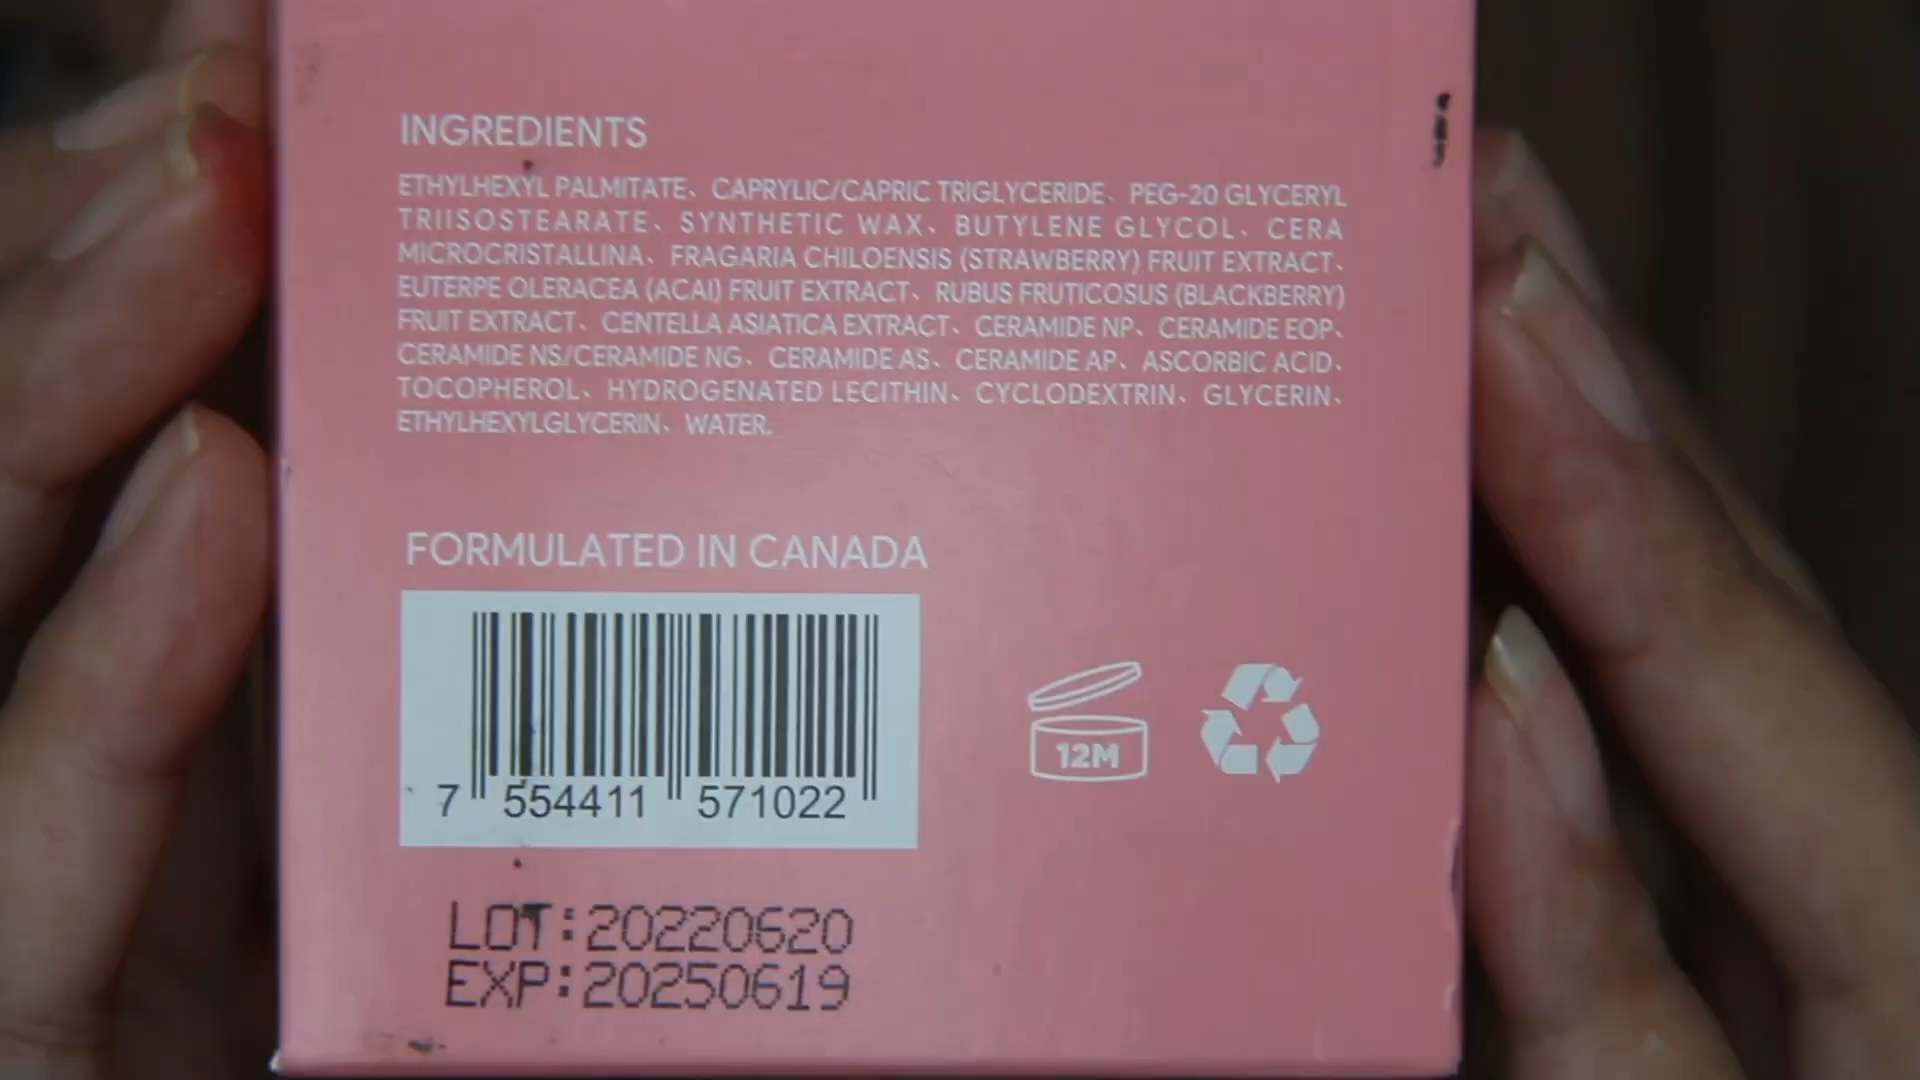 INGREDIENTS
ETHYLHEXYL PALMITATE、CAPRYLIC/CAPRIC TRIGLYCERIDE、PEG-20 GLYCERYL
TRIISOSTEARATE、SYNTHETIC WAX、BUTYLENE GLYCOL、CERA
MICROCRISTALLINA、FRAGARIA CHILOENSIS (STRAWBERRY) FRUIT EXTRACT、
EUTERPE OLERACEA (ACAI) FRUIT EXTRACT、RUBUS FRUTICOSUS (BLACKBERRY)
FRUIT EXTRACT、CENTELLA ASIATICA EXTRACT、CERAMIDE NP、CERAMIDE EOP、
CERAMIDE NS/CERAMIDE NG、CERAMIDE AS、CERAMIDE AP、ASCORBIC ACID、
TOCOPHEROL、HYDROGENATED LECITHIN、CYCLODEXTRIN、GLYCERIN、
ETHYLHEXYLGLYCERIN、WATER.
FORMULATED IN CANADA
7 554411 571022
12M
LOT:20220620
EXP:20250619